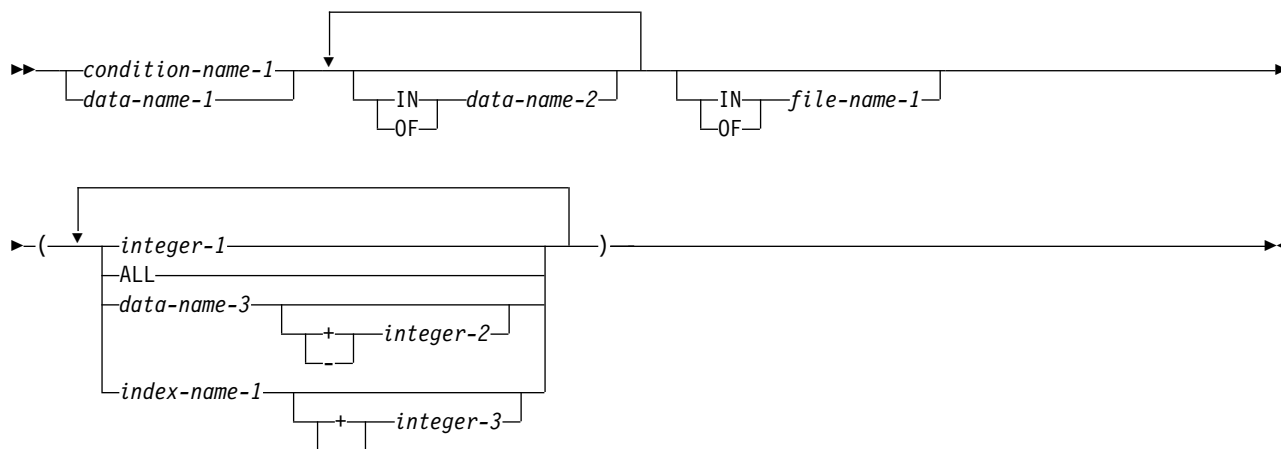 condition-name-1
data-name-1
IN
OF
data-name-2
IN
OF
file-name-1
(
integer-1
)
ALL
data-name-3
+
-
integer-2
index-name-1
+
integer-3